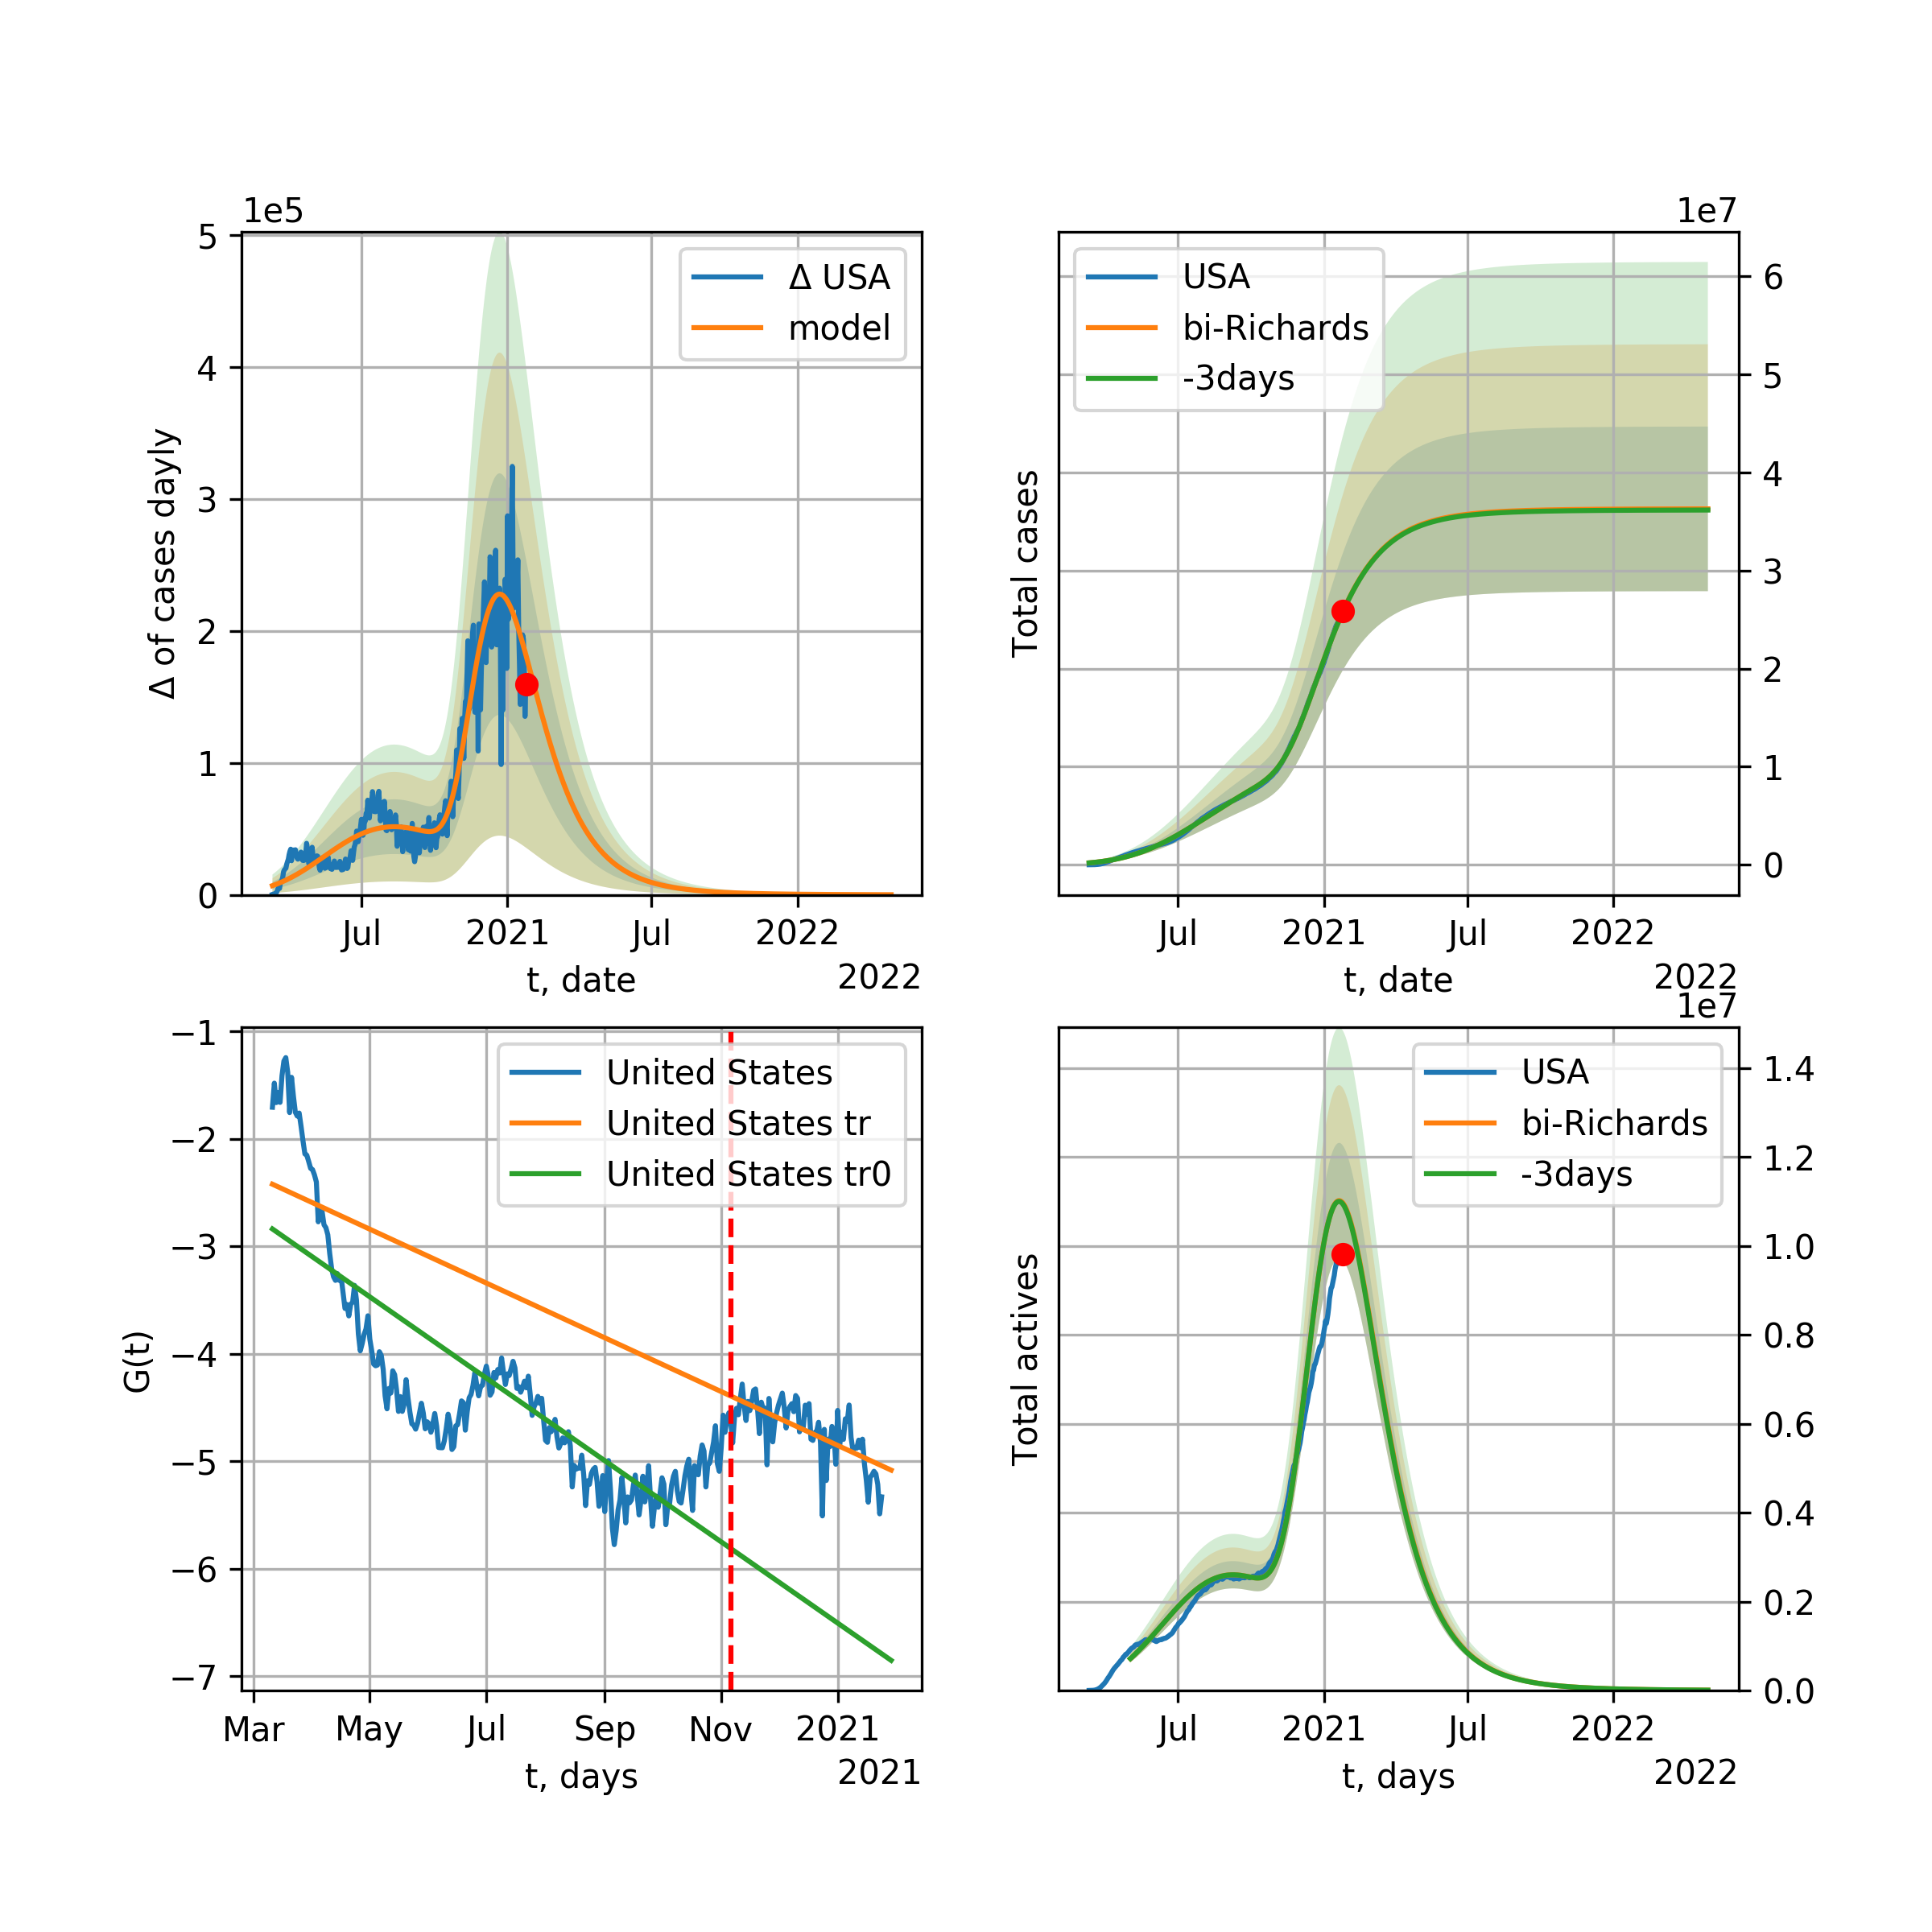 1e5
5
4
3
2
1
0
Δ of cases dayly
Δ USA
model
Jul
2021
Jul
2022
t, date
2022
1e7
USA
bi-Richards
-3days
Total cases
6
5
4
3
2
1
0
Jul
2021
Jul
2022
t, date
2022
−1
−2
−3
−4
−5
−6
−7
G(t)
United States
United States tr
United States tr0
Mar
May
Jul
Sep
Nov
2021
t, days
2021
1e7
USA
bi-Richards
-3days
Total actives
1.4
1.2
1.0
0.8
0.6
0.4
0.2
0.0
Jul
2021
Jul
2022
t, days
2022